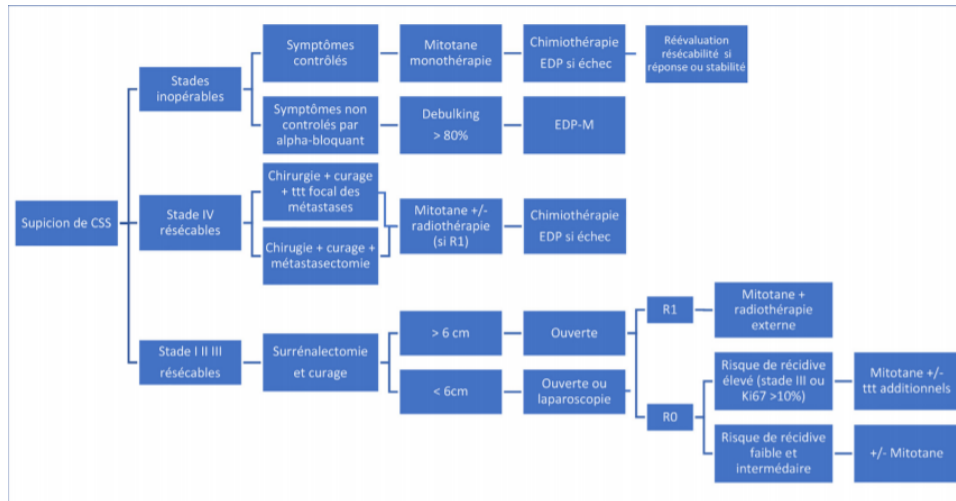 Supicion de CSS
Stades
inopérables
Symptômes
contrôlés
Mitotane
monothérapie
Chimiothérapie
EDP si échec
Réévaluation
résécabilité si
réponse ou stabilité
Symptômes non
controlés par
alpha-bloquant
Debulking
> 80%
EDP-M
Stade IV
résécables
Chirurgie + curage
+ ttt focal des
métastases
Chirugie + curage +
métastasectomie
Mitotane +/-
radiothérapie
(si R1)
Chimiothérapie
EDP si échec
Stade I II III
résécables
Surrénalectomie
et curage
> 6 cm
Ouverte
< 6cm
Ouverte ou
laparoscopie
R1
Mitotane +
radiothérapie
externe
R0
Risque de récidive
élevé (stade III ou
Ki67 >10%)
Mitotane +/-
ttt additionnels
Risque de récidive
faible et
intermédaire
+/- Mitotane